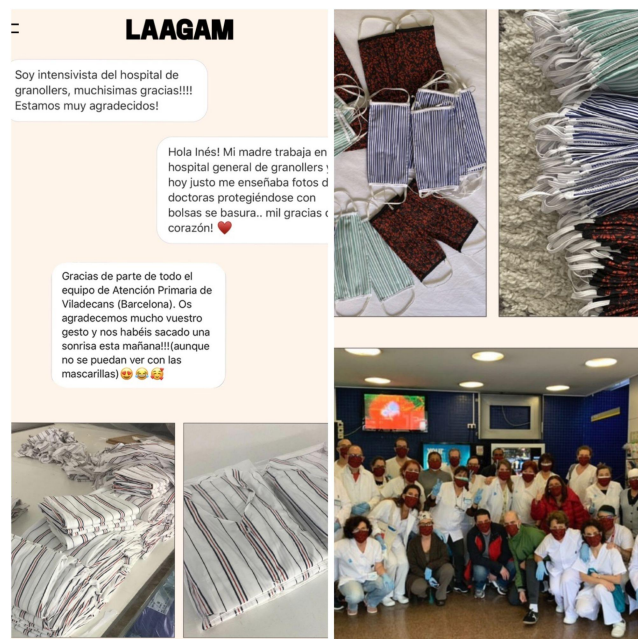 LAAGAM
Soy intensivista del hospital de
granollers, muchisimas gracias!!!!
Estamos muy agradecidos!
Hola Inés! Mi madre trabaja en
hospital general de granollers y
hoy justo me enseñaba fotos d
doctoras protegiéndose con
bolsas se basura.. mil gracias d
corazón! ♥️
Gracias de parte de todo el
equipo de Atención Primaria de
Viladecans (Barcelona). Os
agradecemos mucho vuestro
gesto y nos habéis sacado una
sonrisa esta mañana!!!(aunque
no se puedan ver con las
mascarillas)😍😂🥰